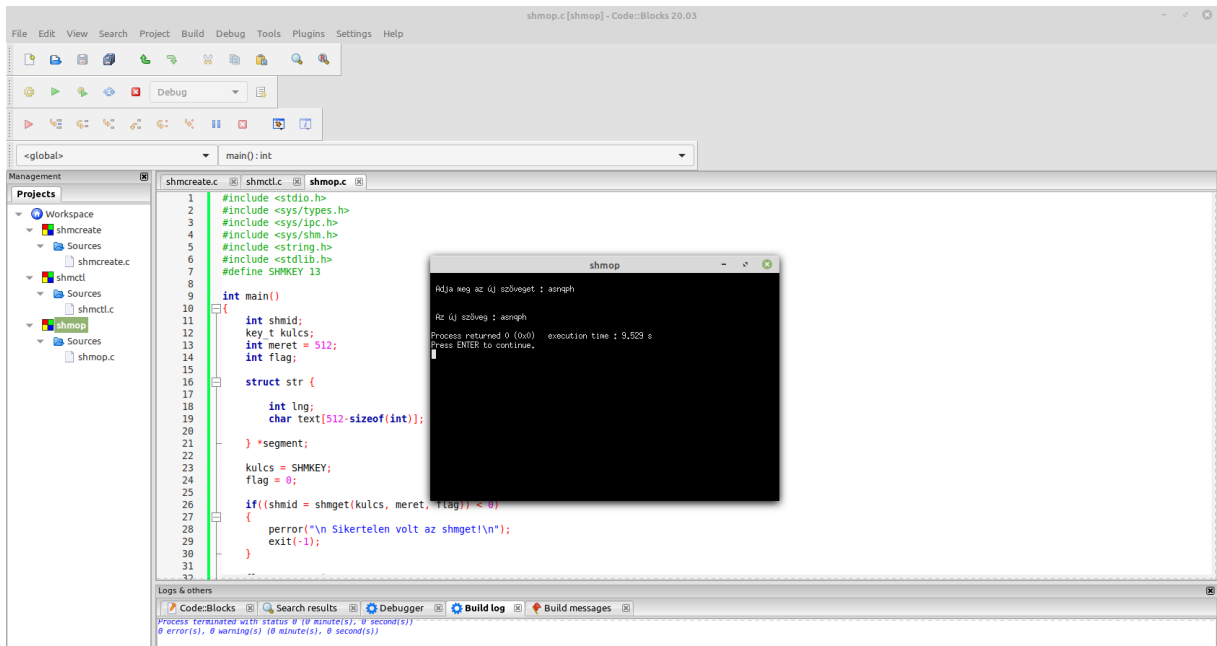 shmop.c [shmop] - Code::Blocks 20.03
File Edit View Search Project Build Debug Tools Plugins Settings Help
Debug
<global> main() : int
Management
Projects
Workspace
shmcreate
Sources
shmcreate.c
shmctl
Sources
shmctl.c
shmop
Sources
shmop.c
shmcreate.c shmctl.c shmop.c
1 #include <stdio.h>
2 #include <sys/types.h>
3 #include <sys/ipc.h>
4 #include <sys/shm.h>
5 #include <string.h>
6 #include <stdlib.h>
7 #define SHMKEY 13
8
9 int main()
10 {
11 int shmid;
12 key_t kulcs;
13 int meret = 512;
14 int flag;
15
16 struct str {
17
18 int lng;
19 char text[512-sizeof(int)];
20
21 } *segment;
22
23 kulcs = SHMKEY;
24 flag = 0;
25
26 if((shmid = shmget(kulcs, meret, flag)) < 0)
27 {
28 perror("\n Sikertelen volt az shmget!\n");
29 exit(-1);
30 }
31
32
shmop
Adja meg az új szöveget : asnqph
Az új szöveg : asnqph
Process returned 0 (0x0) execution time : 9.529 s
Press ENTER to continue.
Logs & others
Code::Blocks Search results Debugger Build log Build messages
Process terminated with status 0 (0 minute(s), 0 second(s))
0 error(s), 0 warning(s) (0 minute(s), 0 second(s))